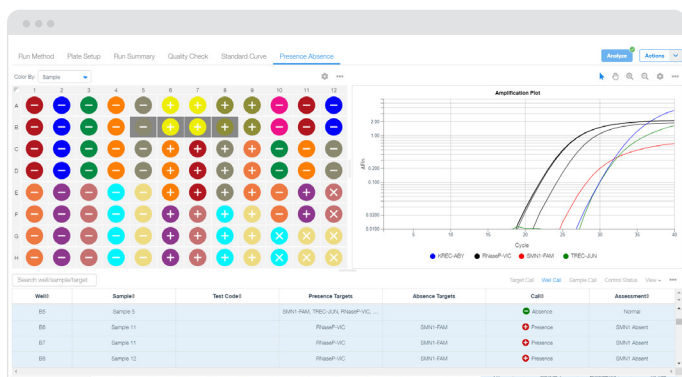 Run Method Plate Setup Run Summary Quality Check Standard Curve Presence Absence Analyze Actions
Color By: Sample
1 2 3 4 5 6 7 8 9 10 11 12
A
B
C
D
E
F
G
H
Amplification Plot
ΔRn
2.00
1.00
0.200
0.100
0.0200
0.0100
5 10 15 20 25 30 35 40
Cycle
KREC-ABY RNaseP-VIC SMN1-FAM TREC-JUN
Search well/sample/target Target Call Well Call Sample Call Control Status View
Well Sample Test Code Presence Targets Absence Targets Call Assessment
B5 Sample 5 SMN1-FAM, TREC-JUN, RNaseP-VIC, ... Absence Normal
B6 Sample 11 RNaseP-VIC SMN1-FAM Presence SMN1 Absent
B7 Sample 11 RNaseP-VIC SMN1-FAM Presence SMN1 Absent
B8 Sample 12 RNaseP-VIC SMN1-FAM Presence SMN1 Absent